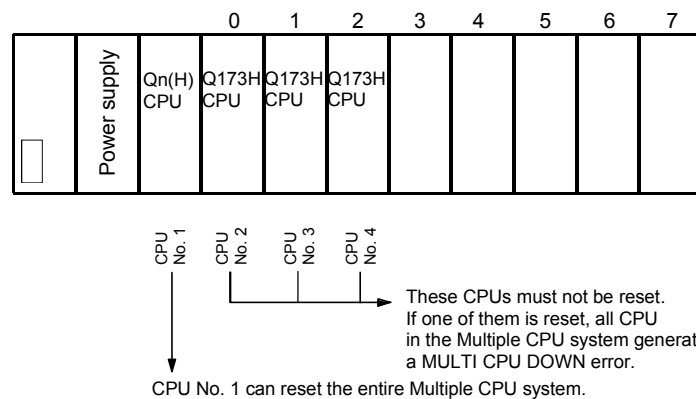 0 1 2 3 4 5 6 7
Power supply
Qn(H) Q173H Q173H Q173H
CPU CPU CPU CPU
CPU No. 1
CPU No. 2
CPU No. 3
CPU No. 4
These CPUs must not be reset.
If one of them is reset, all CPU
in the Multiple CPU system generat
a MULTI CPU DOWN error.
CPU No. 1 can reset the entire Multiple CPU system.